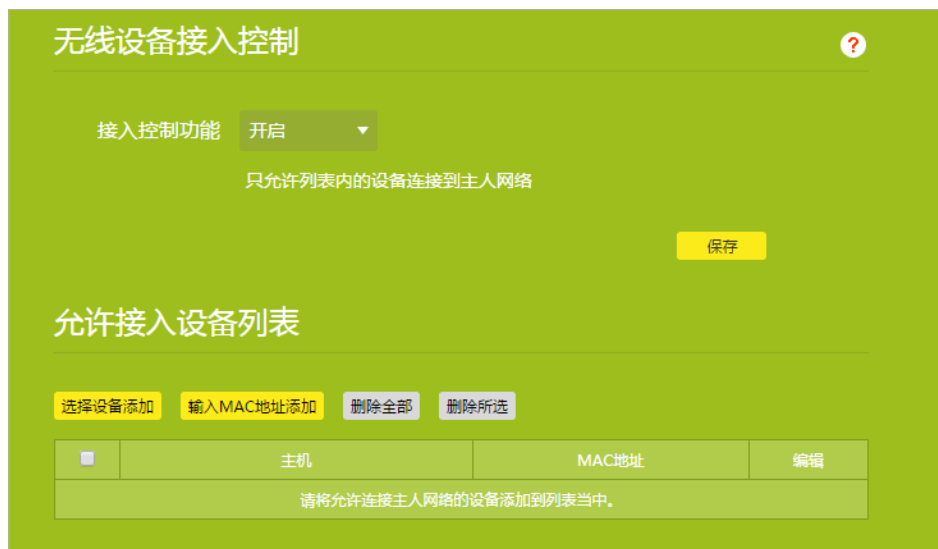 无线设备接入控制
?
接入控制功能 开启
只允许列表内的设备连接到主人网络
保存
允许接入设备列表
选择设备添加 输入MAC地址添加 删除全部 删除所选
主机 MAC地址 编辑
请将允许连接主人网络的设备添加到列表当中。